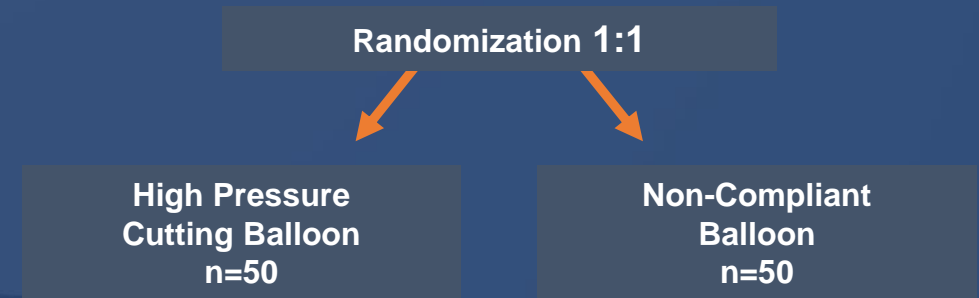 Randomization 1:1
High Pressure
Cutting Balloon
n=50
Non-Compliant
Balloon
n=50